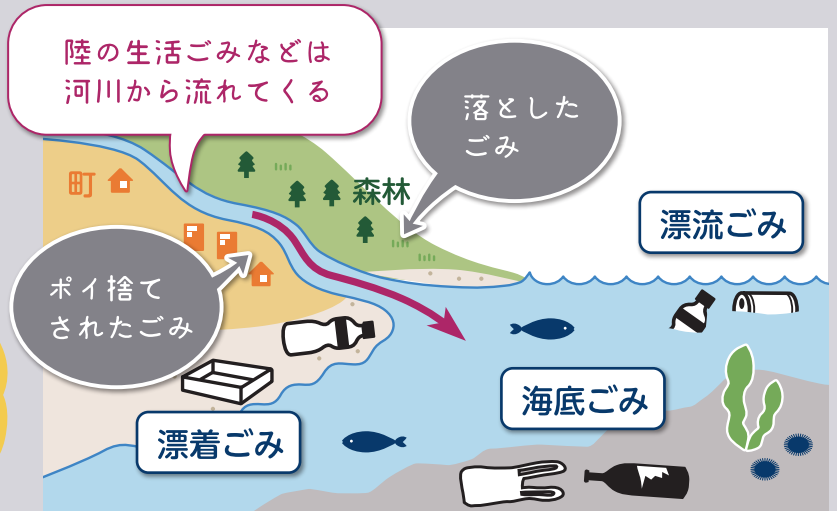 陸の生活ごみなどは
河川から流れてくる
落とした
ごみ
町
森林
漂流ごみ
ポイ捨て
されたごみ
海底ごみ
漂着ごみ